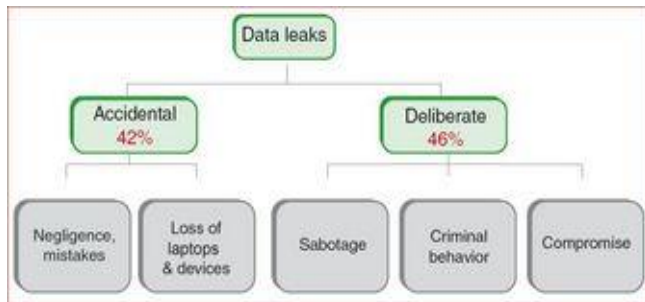 Data leaks
Accidental
42%
Deliberate
46%
Negligence,
mistakes
Loss of
laptops
& devices
Sabotage
Criminal
behavior
Compromise